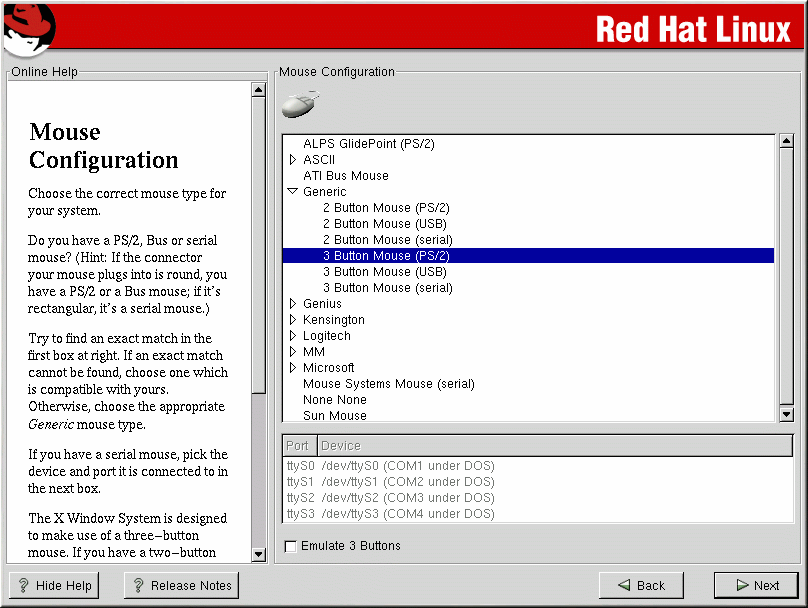 Red Hat Linux
Online Help
Mouse
Configuration
Choose the correct mouse type for
your system.
Do you have a PS/2, Bus or serial
mouse? (Hint: If the connector
your mouse plugs into is round, you
have a PS/2 or a Bus mouse; if it's
rectangular, it's a serial mouse.)
Try to find an exact match in the
first box at right. If an exact match
cannot be found, choose one which
is compatible with yours.
Otherwise, choose the appropriate
Generic mouse type.
If you have a serial mouse, pick the
device and port it is connected to in
the next box.
The X Window System is designed
to make use of a three-button
mouse. If you have a two-button
Mouse Configuration
ALPS GlidePoint (PS/2)
ASCII
ATI Bus Mouse
Generic
2 Button Mouse (PS/2)
2 Button Mouse (USB)
2 Button Mouse (serial)
3 Button Mouse (PS/2)
3 Button Mouse (USB)
3 Button Mouse (serial)
Genius
Kensington
Logitech
MM
Microsoft
Mouse Systems Mouse (serial)
None None
Sun Mouse
Port Device
ttyS0 /dev/ttyS0 (COM1 under DOS)
ttyS1 /dev/ttyS1 (COM2 under DOS)
ttyS2 /dev/ttyS2 (COM3 under DOS)
ttyS3 /dev/ttyS3 (COM4 under DOS)
Emulate 3 Buttons
? Hide Help
? Release Notes
Back
Next